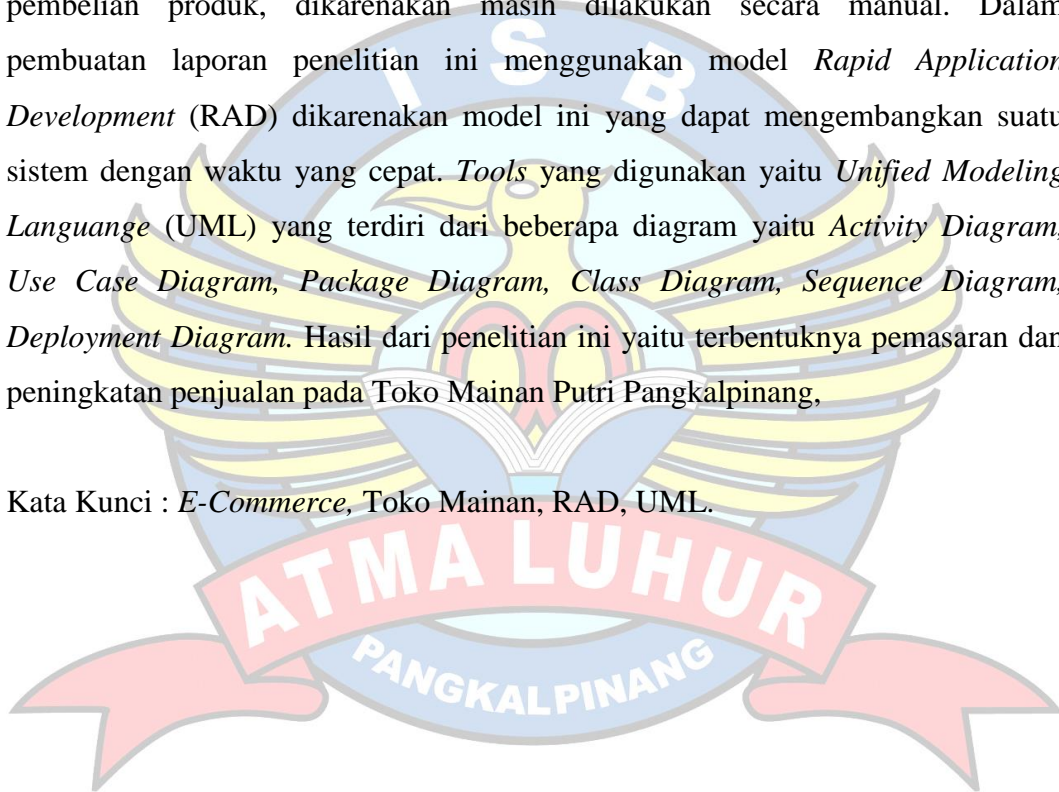 pembelian produk, dikarenakan masih dilakukan secara manual. Dalam
pembuatan laporan penelitian ini menggunakan model Rapid Application
Development (RAD) dikarenakan model ini yang dapat mengembangkan suatu
sistem dengan waktu yang cepat. Tools yang digunakan yaitu Unified Modeling
Languange (UML) yang terdiri dari beberapa diagram yaitu Activity Diagram,
Use Case Diagram, Package Diagram, Class Diagram, Sequence Diagram,
Deployment Diagram. Hasil dari penelitian ini yaitu terbentuknya pemasaran dan
peningkatan penjualan pada Toko Mainan Putri Pangkalpinang,
Kata Kunci : E-Commerce, Toko Mainan, RAD, UML.
I S B
ATMA LUHUR
PANGKALPINANG